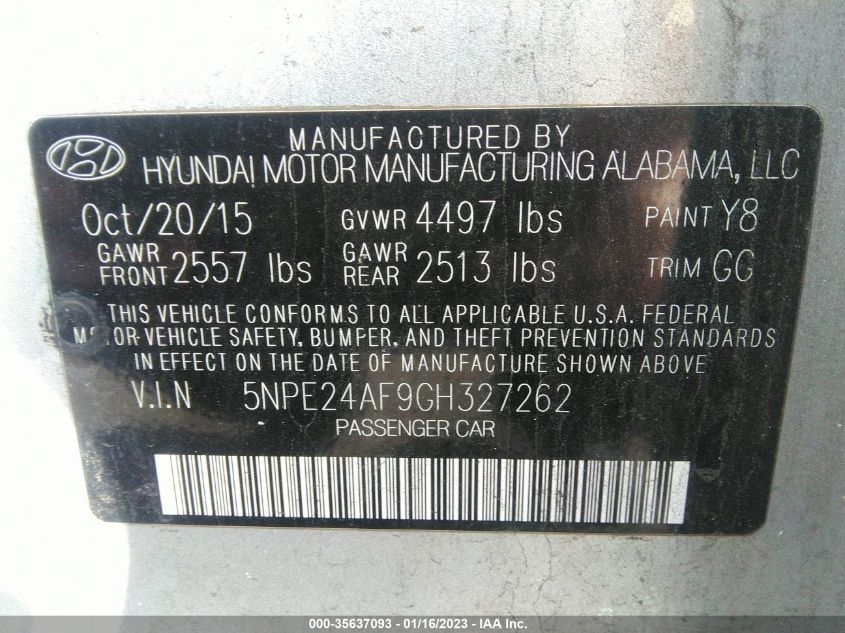 MANUFACTURED BY
HYUNDAI MOTOR MANUFACTURING ALABAMA, LLC
Oct/20/15 GVWR 4497 lbs PAINT Y8
GAWR FRONT 2557 lbs GAWR REAR 2513 lbs TRIM GG
THIS VEHICLE CONFORMS TO ALL APPLICABLE U.S.A. FEDERAL
MOTOR-VEHICLE SAFETY, BUMPER, AND THEFT PREVENTION STANDARDS
IN EFFECT ON THE DATE OF MANUFACTURE SHOWN ABOVE
V.I.N 5NPE24AF9GH327262
PASSENGER CAR
000-35637093 - 01/16/2023 - IAA Inc.